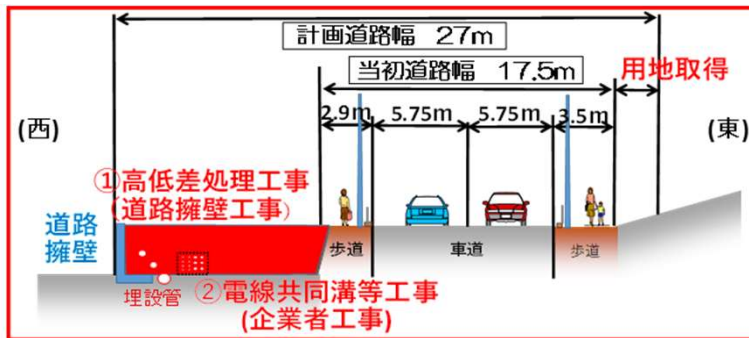 計画道路幅 27m
当初道路幅 17.5m
用地取得
2.9m
5.75m
5.75m
3.5m
(西)
(東)
①高低差処理工事
(道路擁壁工事)
道路
擁壁
歩道
車道
歩道
埋設管
②電線共同溝等工事
(企業者工事)